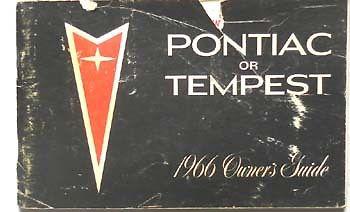 PONTIAC
OR
TEMPEST
1966 Owner's Guide